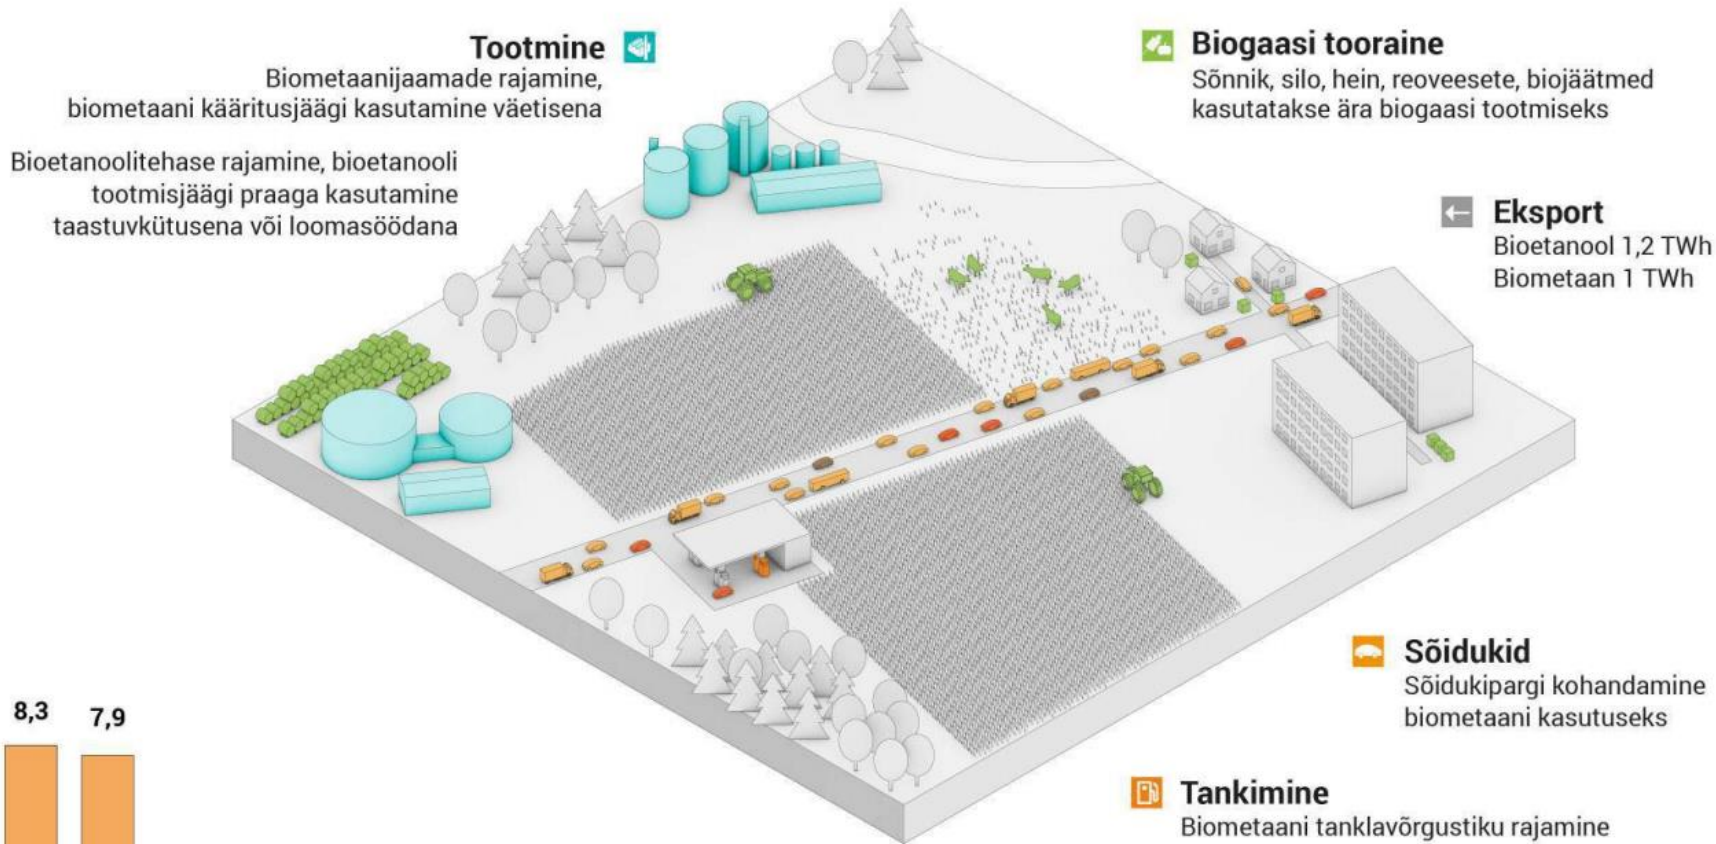 Tootmine
Biometaanijaamade rajamine,
biometaani kääritusjäägi kasutamine väetisena
Bioetanoolitehase rajamine, bioetanooli
tootmisjäägi praaga kasutamine
taastuvkütusena või loomasöödana
Biogaasi tooraine
Sõnnik, silo, hein, reoveesete, biojäätmed
kasutatakse ära biogaasi tootmiseks
Eksport
Bioetanool 1,2 TWh
Biometaan 1 TWh
Sõidukid
Sõidukipargi kohandamine
biometaani kasutuseks
8,3 7,9
Tankimine
Biometaani tanklavõrgustiku rajamine